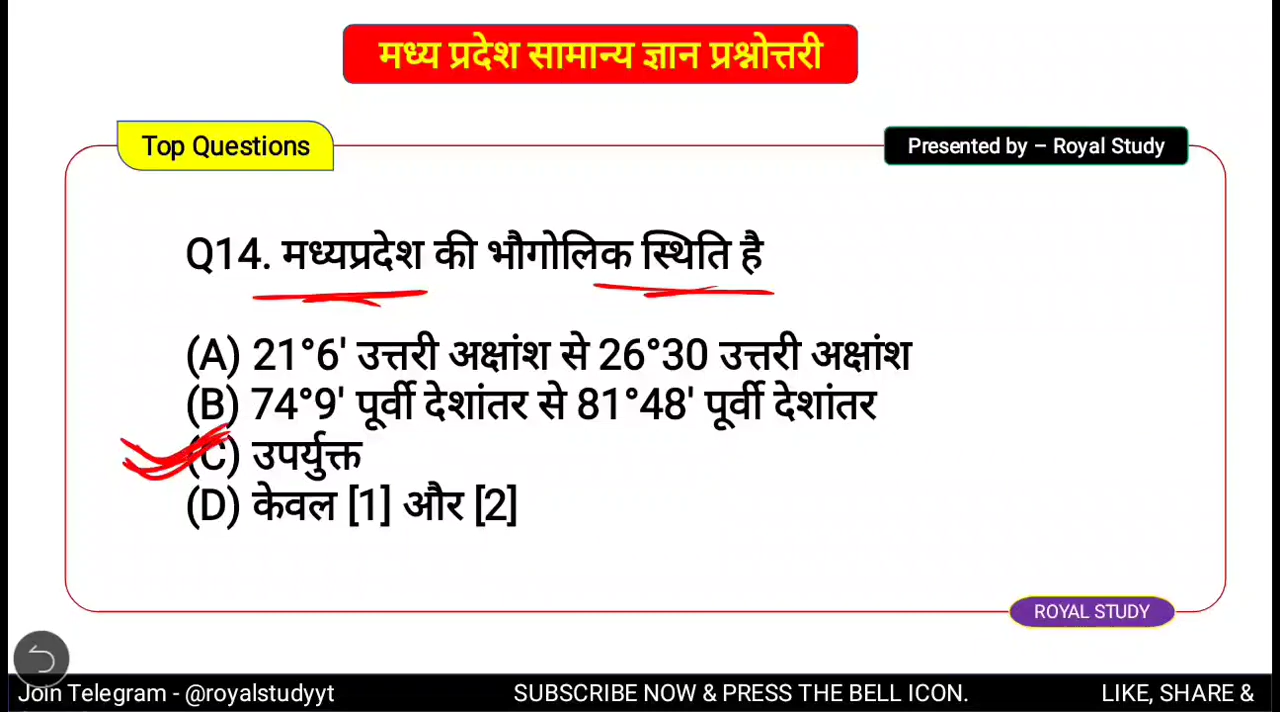 मध्य प्रदेश सामान्य ज्ञान प्रश्नोत्तरी
Top Questions
Presented by – Royal Study
Q14. मध्यप्रदेश की भौगोलिक स्थिति है
(A) 21°6' उत्तरी अक्षांश से 26°30 उत्तरी अक्षांश
(B) 74°9' पूर्वी देशांतर से 81°48' पूर्वी देशांतर
(C) उपर्युक्त
(D) केवल [1] और [2]
ROYAL STUDY
Join Telegram - @royalstudyyt
SUBSCRIBE NOW & PRESS THE BELL ICON.
LIKE, SHARE &